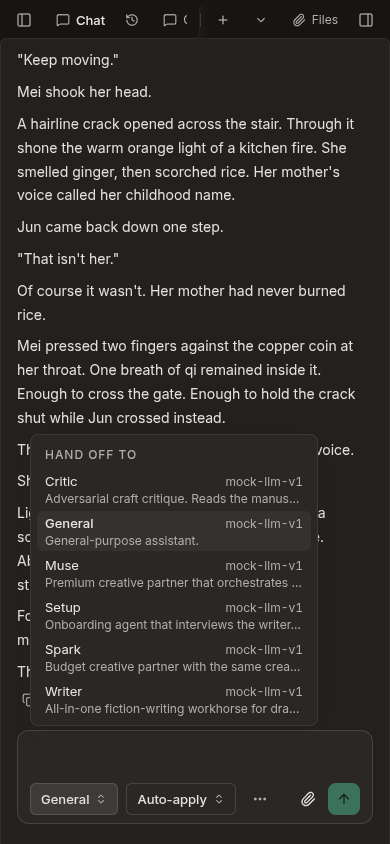 Chat
Files
"Keep moving."
Mei shook her head.
A hairline crack opened across the stair. Through it
shone the warm orange light of a kitchen fire. She
smelled ginger, then scorched rice. Her mother's
voice called her childhood name.
Jun came back down one step.
"That isn't her."
Of course it wasn't. Her mother had never burned
rice.
Mei pressed two fingers against the copper coin at
her throat. One breath of qi remained inside it.
Enough to cross the gate. Enough to hold the crack
shut while Jun crossed instead.
voice.
a
HAND OFF TO
Critic mock-llm-v1
Adversarial craft critique. Reads the manus...
General mock-llm-v1
General-purpose assistant.
Muse mock-llm-v1
Premium creative partner that orchestrates ...
Setup mock-llm-v1
Onboarding agent that interviews the writer...
Spark mock-llm-v1
Budget creative partner with the same crea...
Writer mock-llm-v1
All-in-one fiction-writing workhorse for dra...
General Auto-apply